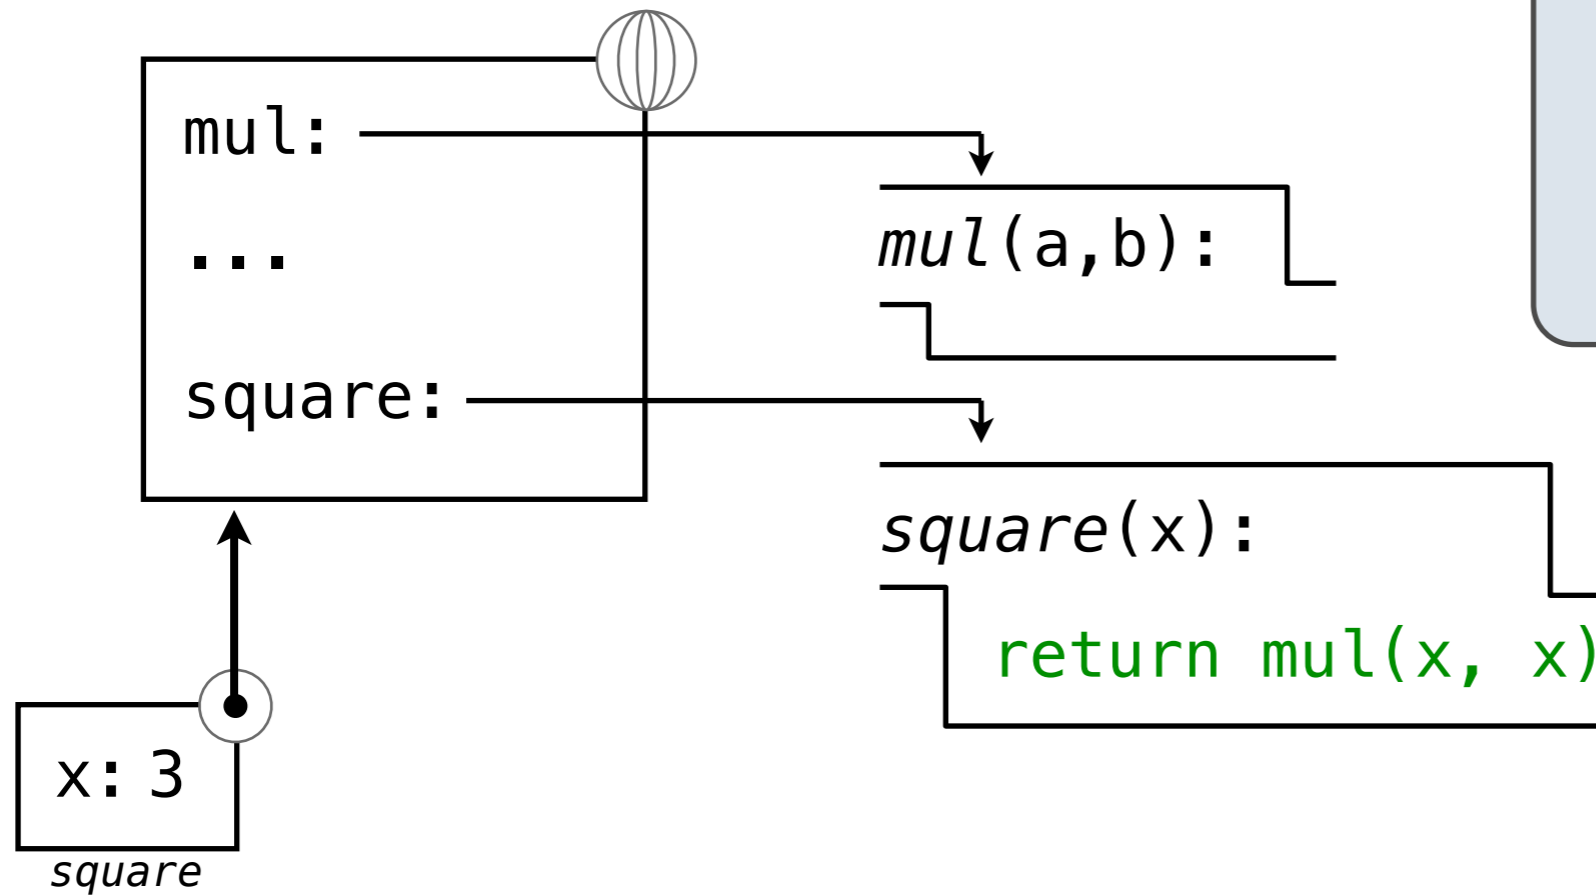 mul:
...
square:
mul(a,b):
square(x):
return mul(x, x)
x: 3
square